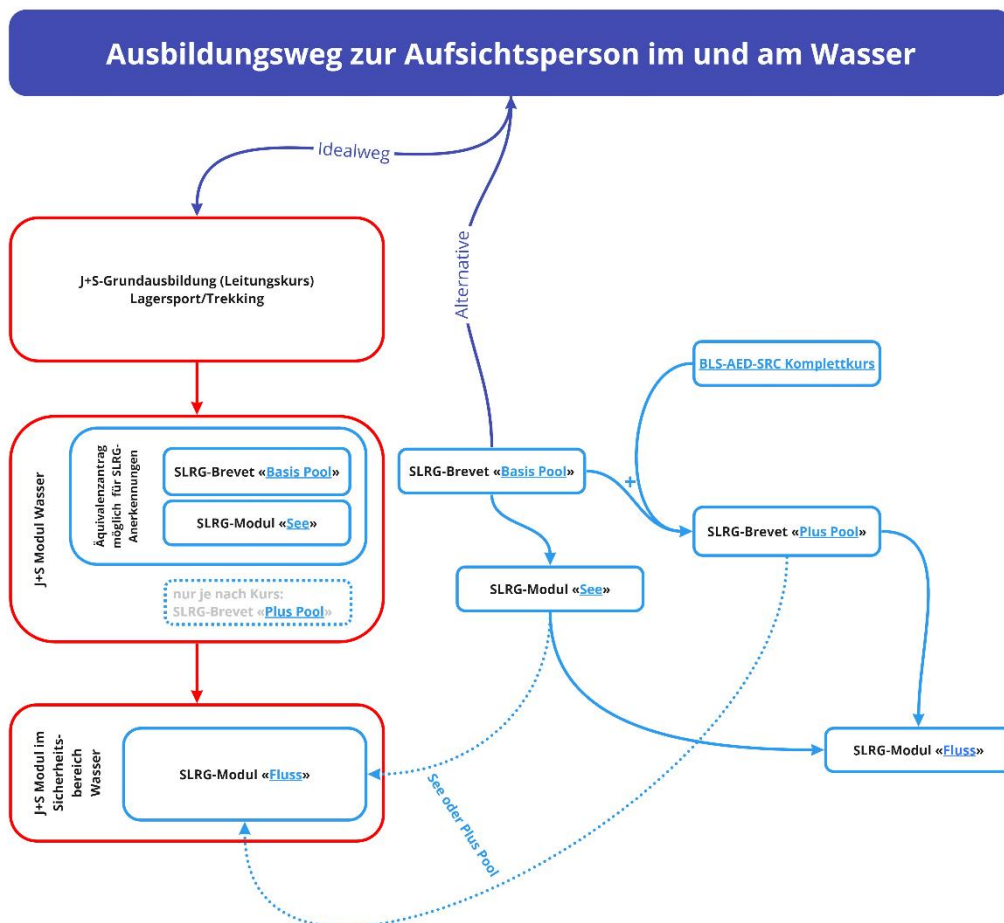 Ausbildungsweg zur Aufsichtsperson im und am Wasser
Idealweg
Alternative
J+S-Grundausbildung (Leitungskurs)
Lagersport/Trekking
BLS-AED-SRC Komplettkurs
J+S Modul Wasser
Äquivalenzantrag
möglich für SLRG-
Anerkennungen
SLRG-Brevet «Basis Pool»
SLRG-Modul «See»
nur je nach Kurs:
SLRG-Brevet «Plus Pool»
SLRG-Brevet «Basis Pool»
+
SLRG-Brevet «Plus Pool»
SLRG-Modul «See»
J+S Modul im
Sicherheits-
bereich
Wasser
SLRG-Modul «Fluss»
See oder Plus Pool
SLRG-Modul «Fluss»